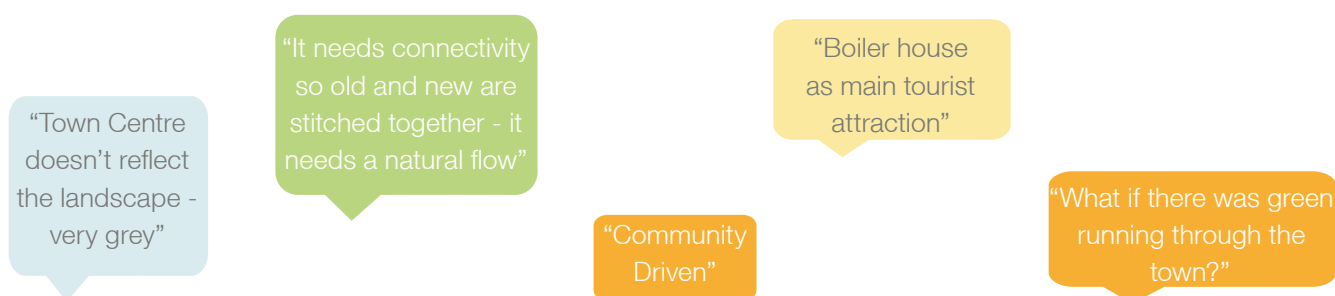 “Town Centre
doesn’t reflect
the landscape -
very grey”
“It needs connectivity
so old and new are
stitched together - it
needs a natural flow”
“Community
Driven”
“Boiler house
as main tourist
attraction”
“What if there was green
running through the
town?”